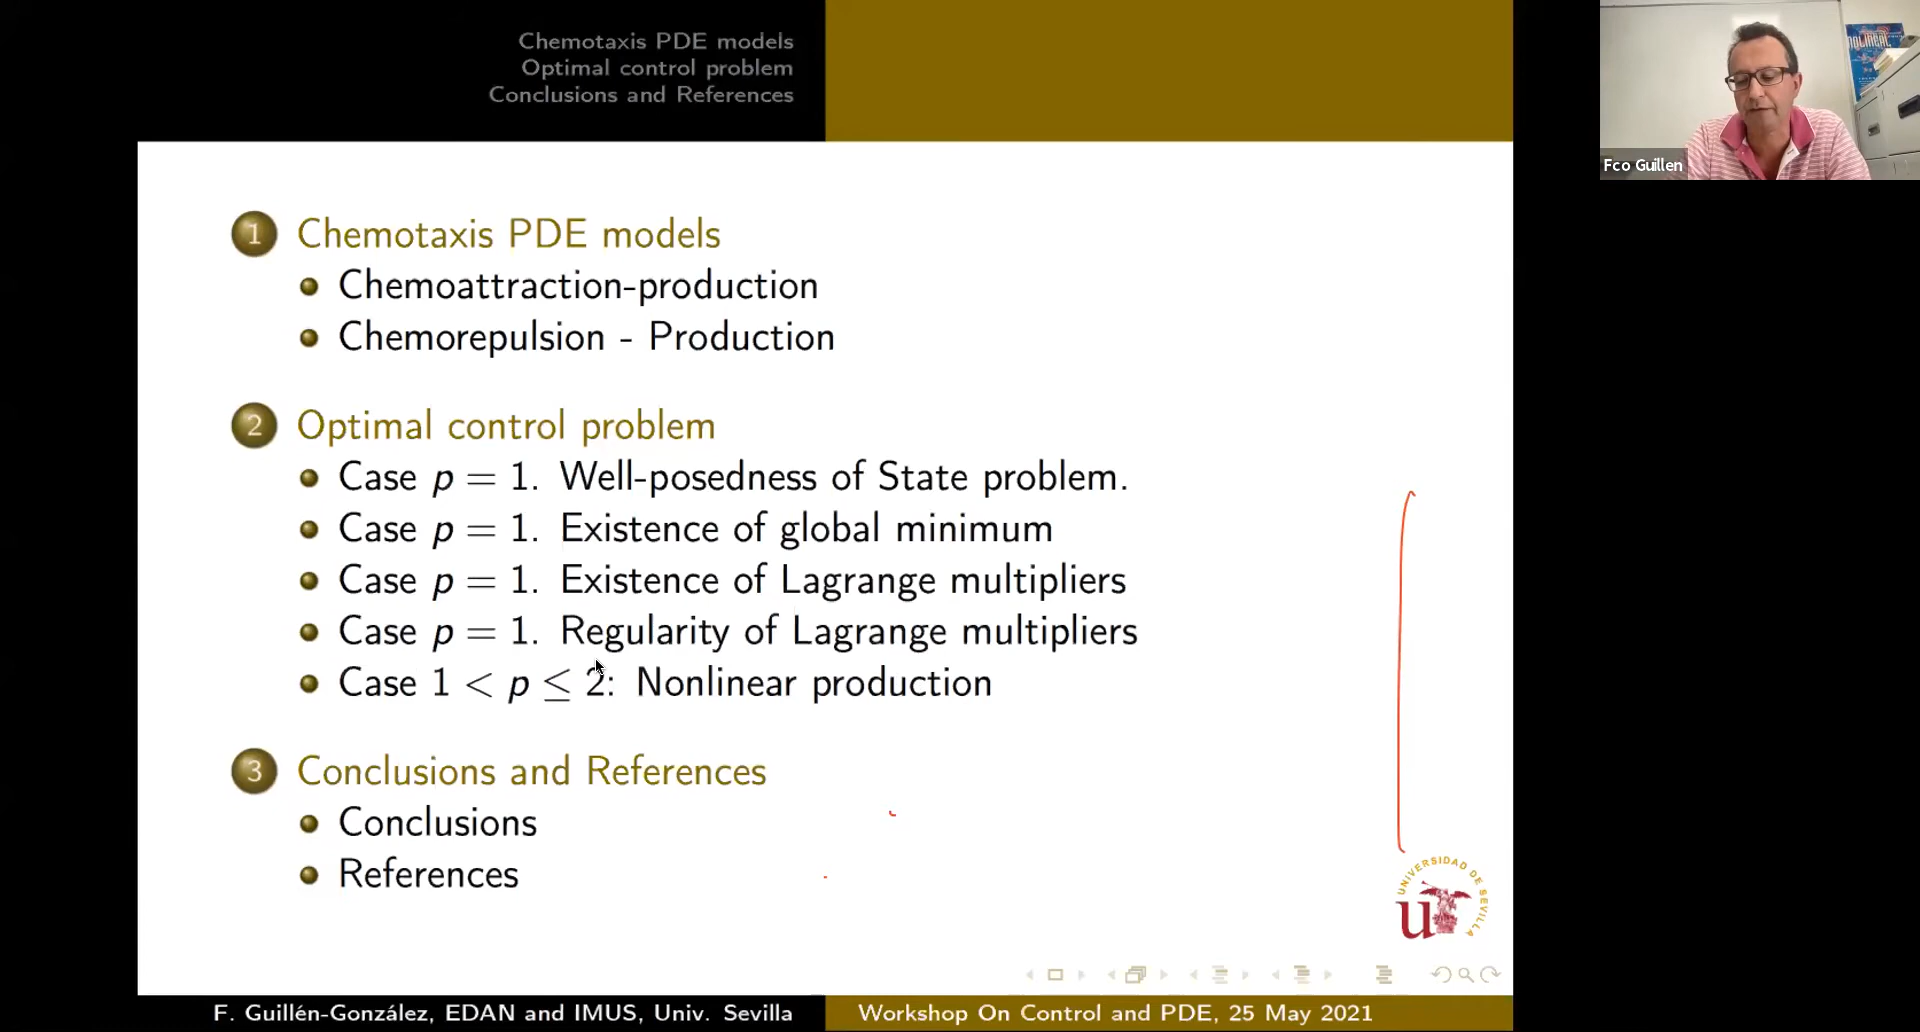 Chemotaxis PDE models
Optimal control problem
Conclusions and References
1 Chemotaxis PDE models
Chemoattraction-production
Chemorepulsion - Production
2 Optimal control problem
Case p = 1. Well-posedness of State problem.
Case p = 1. Existence of global minimum
Case p = 1. Existence of Lagrange multipliers
Case p = 1. Regularity of Lagrange multipliers
Case 1 < p ≤ 2: Nonlinear production
3 Conclusions and References
Conclusions
References
UNIVERSIDAD DE SEVILLA
F. Guillén-González, EDAN and IMUS, Univ. Sevilla
Workshop On Control and PDE, 25 May 2021
Fco Guillen